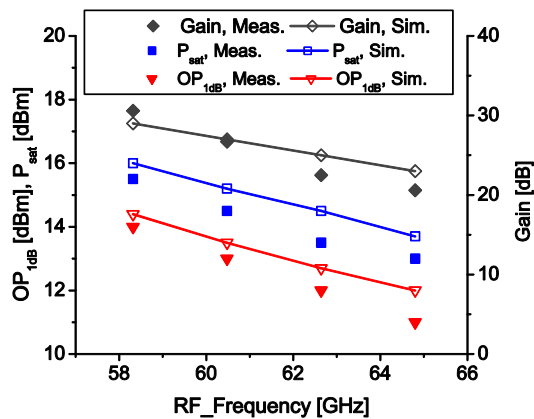 Gain, Meas. Gain, Sim.
Psat, Meas. Psat, Sim.
OP1dB, Meas. OP1dB, Sim.
20
18
16
14
12
10
OP1dB [dBm], Psat [dBm]
40
30
20
10
0
Gain [dB]
58 60 62 64 66
RF_Frequency [GHz]